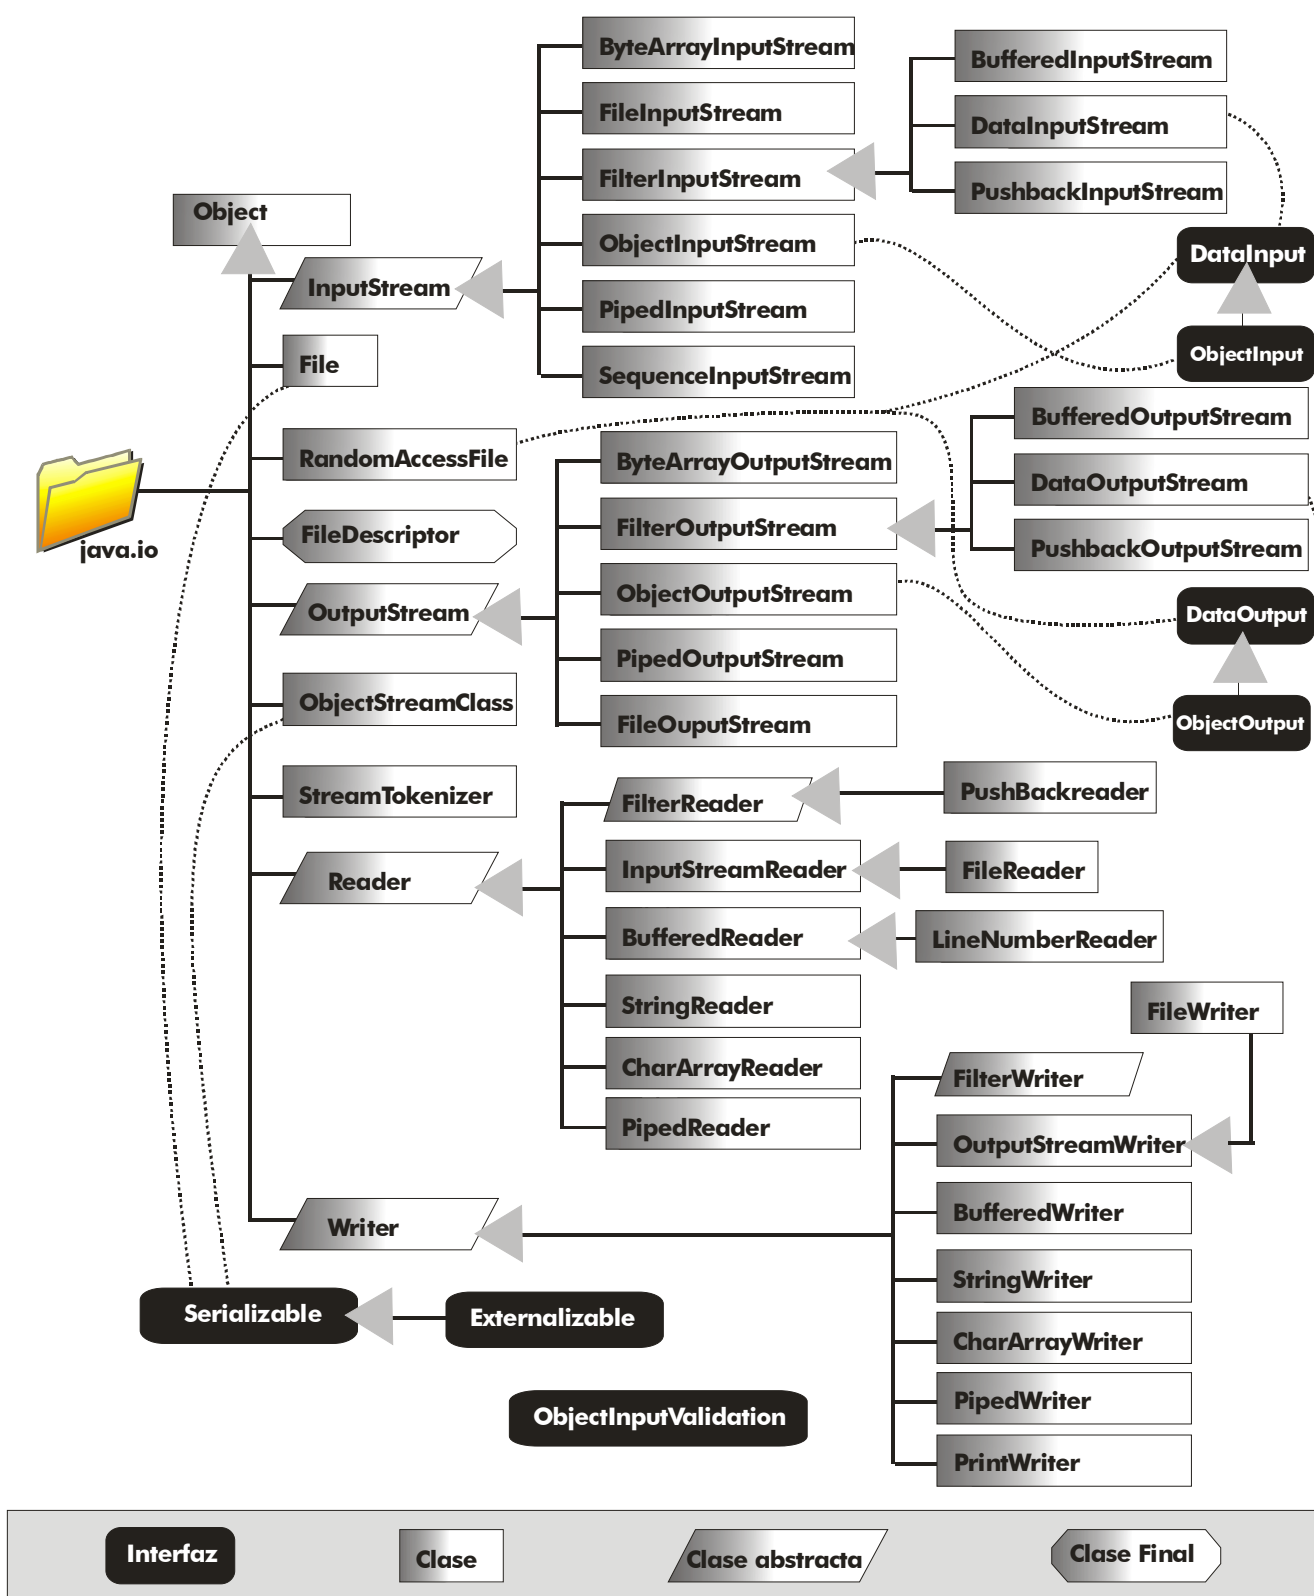 ByteArrayInputStream
BufferedInputStream
FileInputStream
DataInputStream
FilterInputStream
PushbackInputStream
Object
ObjectInputStream
DataInput
InputStream
PipedInputStream
ObjectInput
File
SequenceInputStream
BufferedOutputStream
RandomAccessFile
ByteArrayOutputStream
DataOutputStream
FilterOutputStream
java.io
FileDescriptor
PushbackOutputStream
ObjectOutputStream
OutputStream
DataOutput
PipedOutputStream
ObjectStreamClass
FileOuputStream
ObjectOutput
StreamTokenizer
FilterReader
PushBackreader
Reader
InputStreamReader
FileReader
BufferedReader
LineNumberReader
StringReader
FileWriter
CharArrayReader
FilterWriter
PipedReader
OutputStreamWriter
Writer
BufferedWriter
StringWriter
Serializable
Externalizable
CharArrayWriter
PipedWriter
ObjectInputValidation
PrintWriter
Interfaz
Clase
Clase abstracta
Clase Final